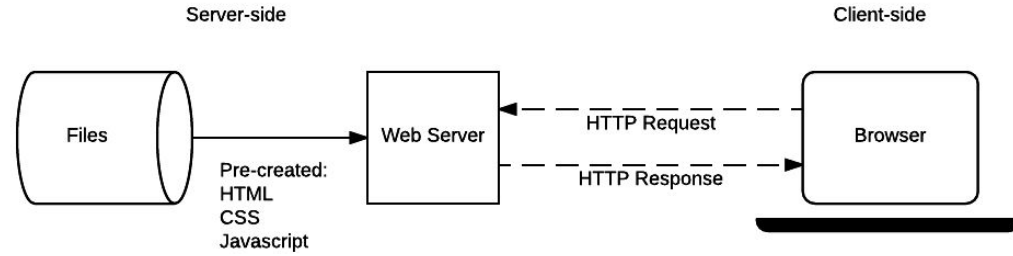 Server-side
Client-side
Files
Web Server
HTTP Request
Browser
Pre-created:
HTML
CSS
Javascript
HTTP Response